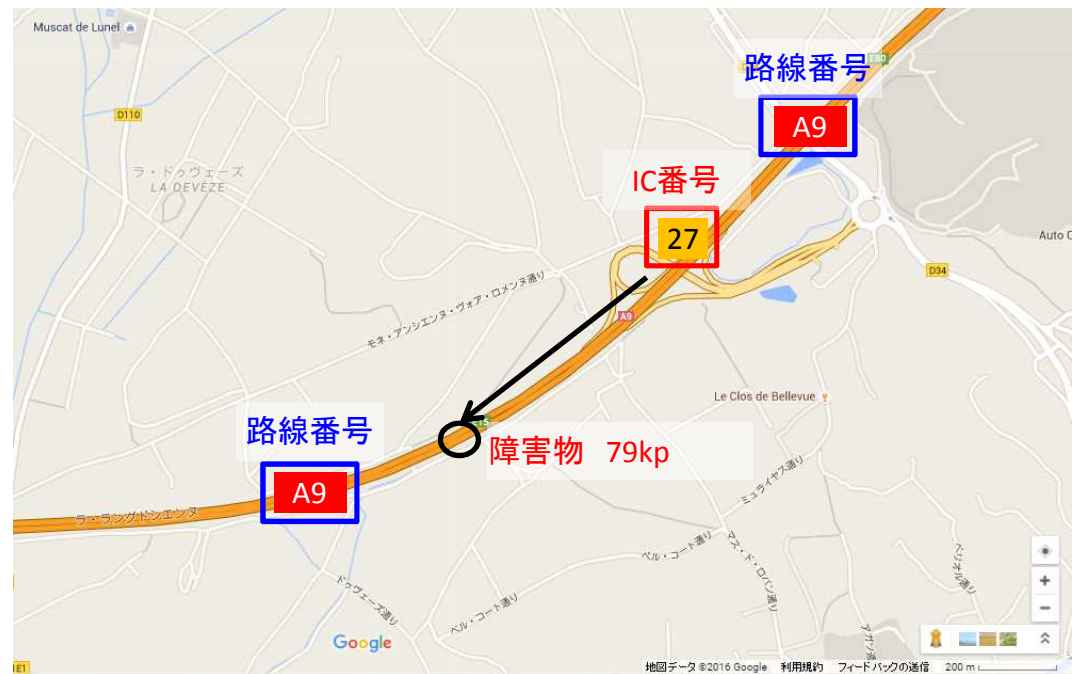 Muscat de Lunel
E80
路線番号
D110
A9
ラ・ドゥヴェーズ
LA DEVÈZE
IC番号
27
Auto C
D34
モネ・アンシエンヌ・ヴォア・ロメンヌ通り
A9
Le Clos de Bellevue
E15
路線番号
障害物 79kp
A9
ミュライヤス通り
ラ・ラングドシエンヌ
ベル・コート通り
マス・ド・ロバン通り
ベリオル通り
ドゥヴェーズ通り
ベル・コート通り
Google
E1
地図データ ©2016 Google 利用規約 フィードバックの送信 200 m